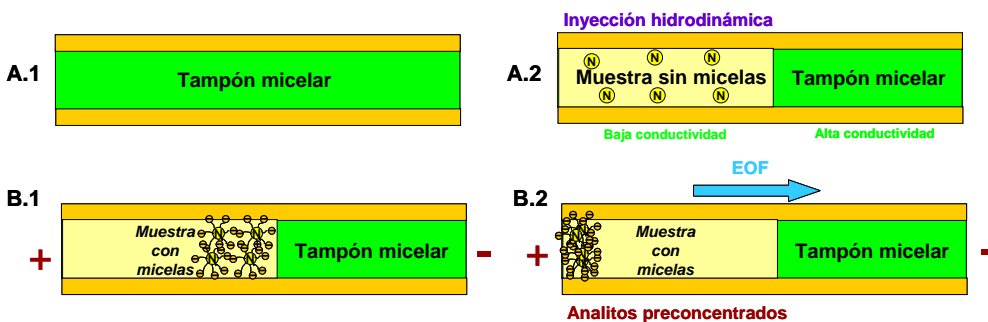 Inyección hidrodinámica
A.1
Tampón micelar
A.2
N N N
Muestra sin micelas
Tampón micelar
N N N
Baja conductividad
Alta conductividad
EOF
B.1
B.2
+
Muestra
con
micelas
N N
N N
Tampón micelar
-
+
N
N
Muestra
con
micelas
Tampón micelar
-
Analitos preconcentrados